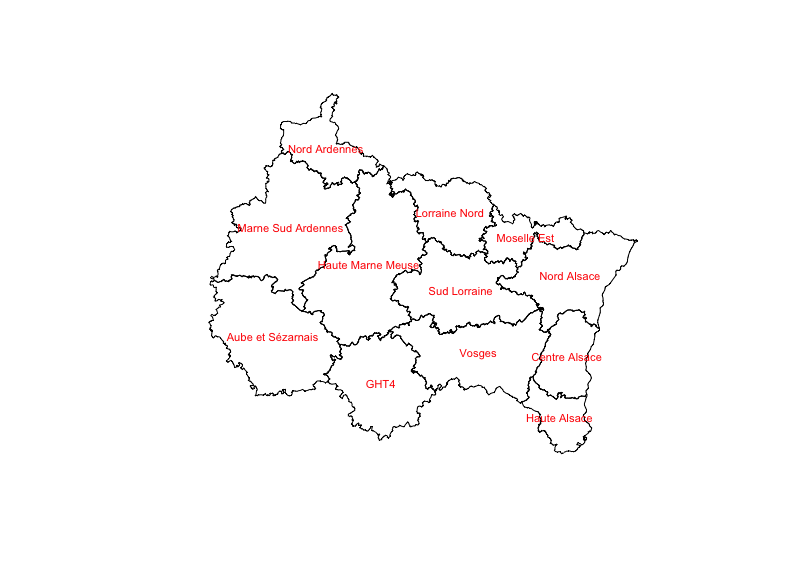 Nord Ardennes
Lorraine Nord
Marne Sud Ardennes
Moselle Est
Haute Marne Meuse
Nord Alsace
Sud Lorraine
Aube et Sézarnais
Vosges
Centre Alsace
GHT4
Haute Alsace